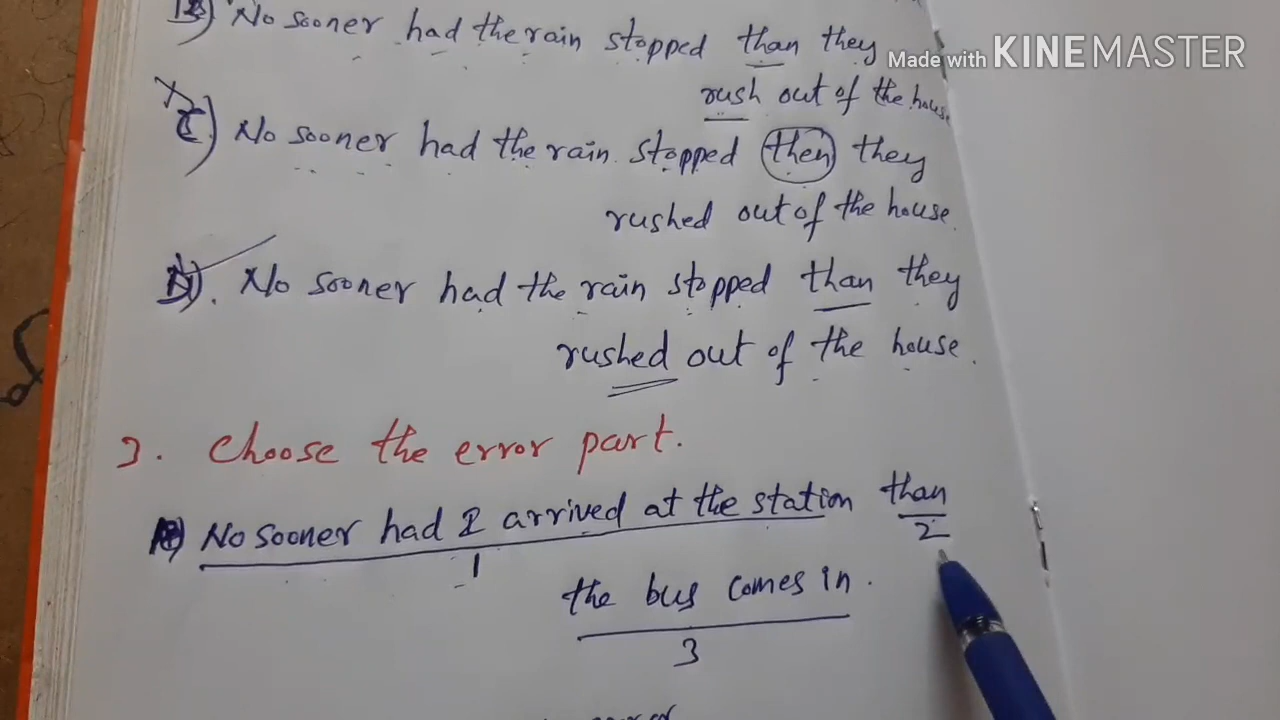 B) No sooner had the rain stopped than they
Made with KINEMASTER
rush out of the house.
C) No sooner had the rain stopped then they
rushed out of the house.
D). No sooner had the rain stopped than they
rushed out of the house.
3. Choose the error part.
A) No sooner had I arrived at the station than
1 2
the bus comes in.
3